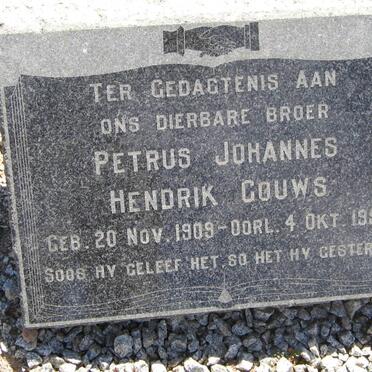 TER GEDAGTENIS AAN
ONS DIERBARE BROER
PETRUS JOHANNES
HENDRIK GOUWS
GEB. 20 NOV. 1909 - OORL. 4 OKT.
SOOS HY GELEEF HET, SO HET HY